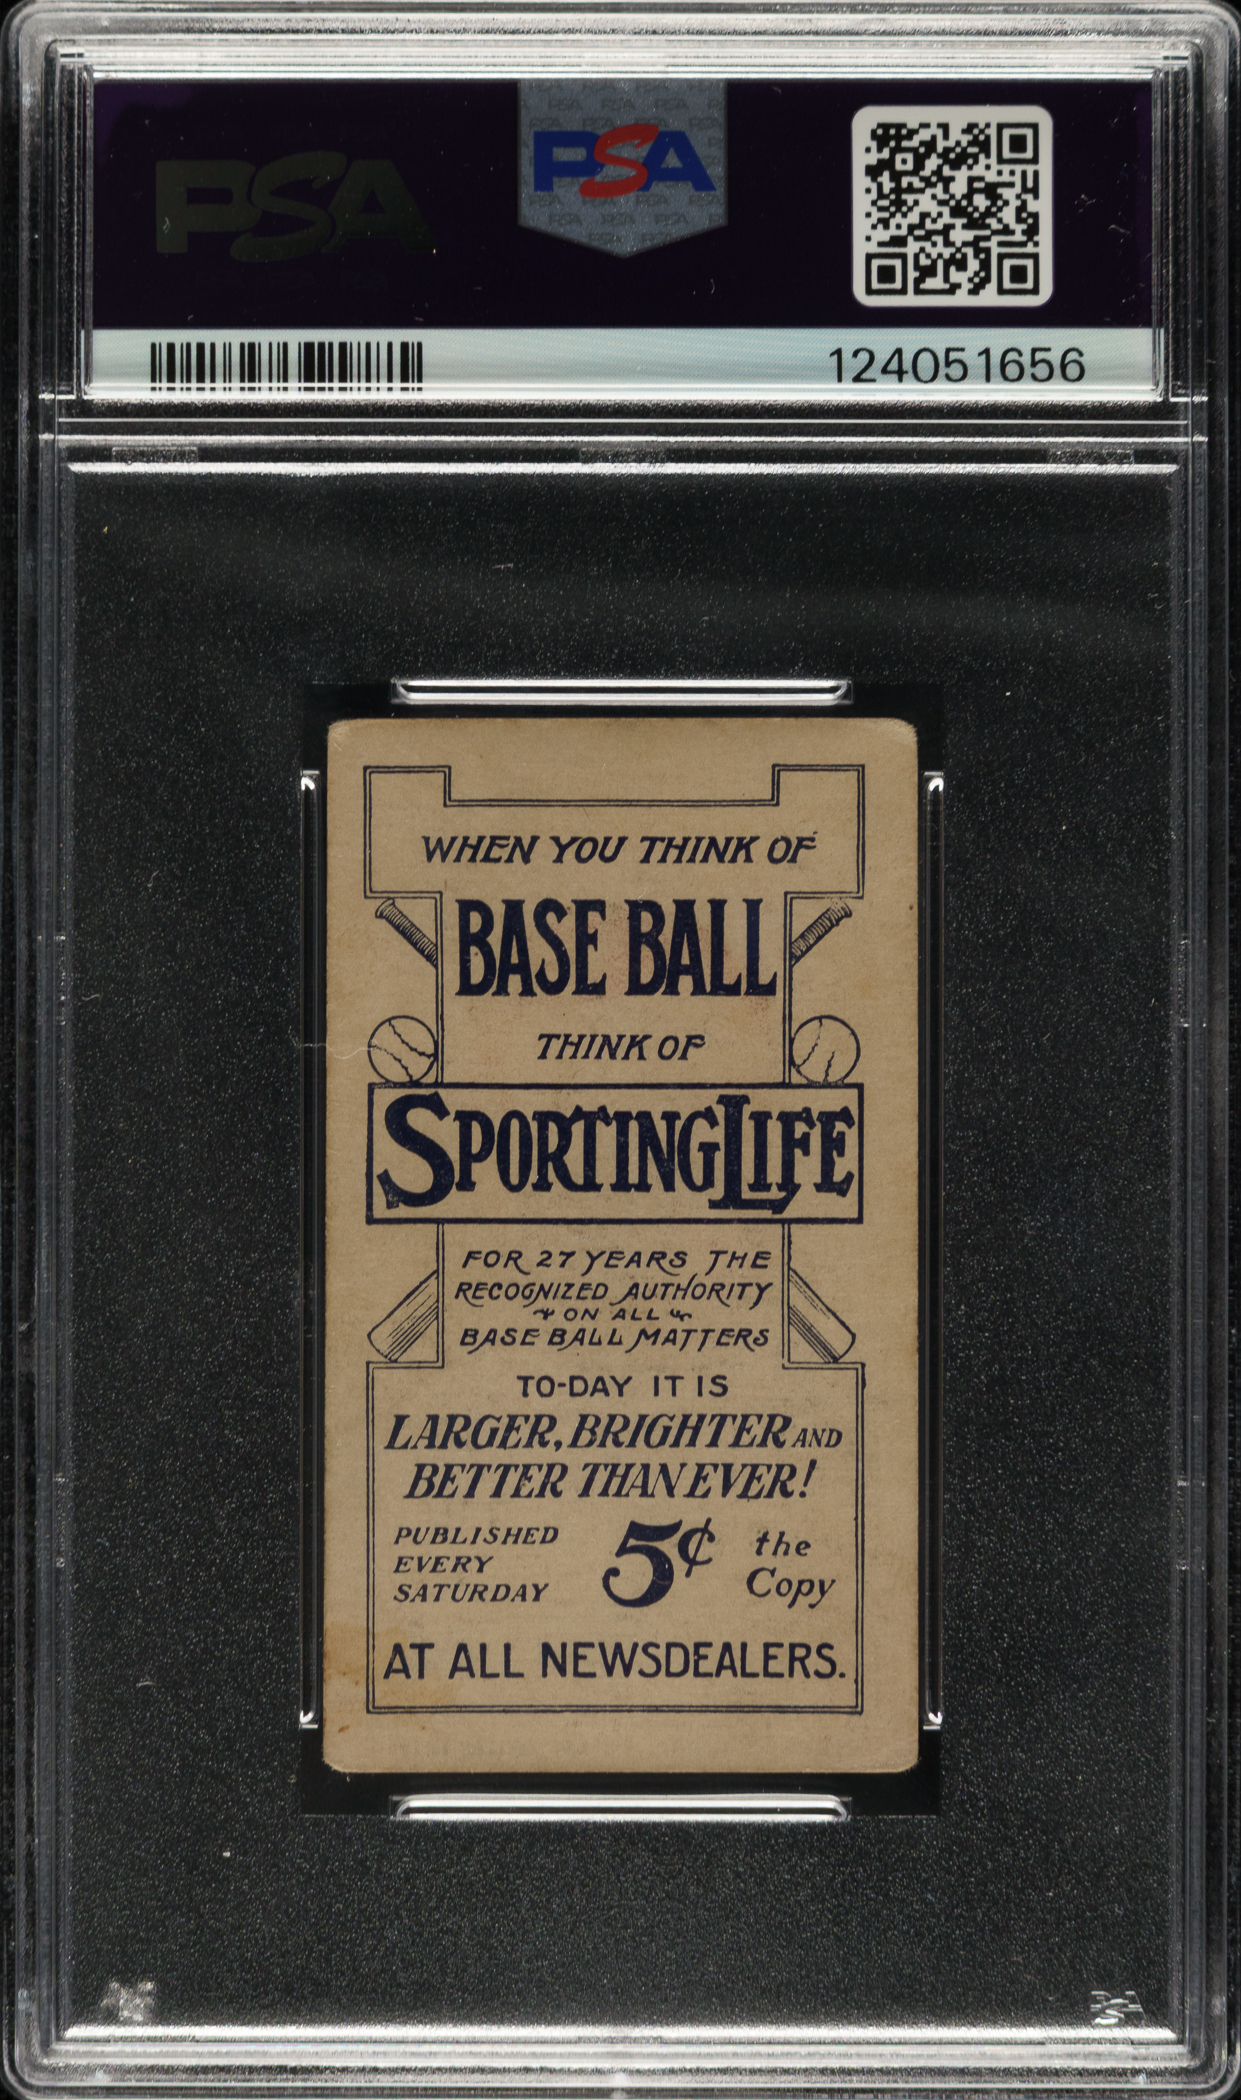 PSA
PSA
124051656
WHEN YOU THINK OF
BASE BALL
THINK OF
SPORTING LIFE
FOR 27 YEARS THE
RECOGNIZED AUTHORITY
ON ALL
BASE BALL MATTERS
TO-DAY IT IS
LARGER, BRIGHTER AND
BETTER THAN EVER!
PUBLISHED
EVERY
SATURDAY
5¢
the
Copy
AT ALL NEWSDEALERS.